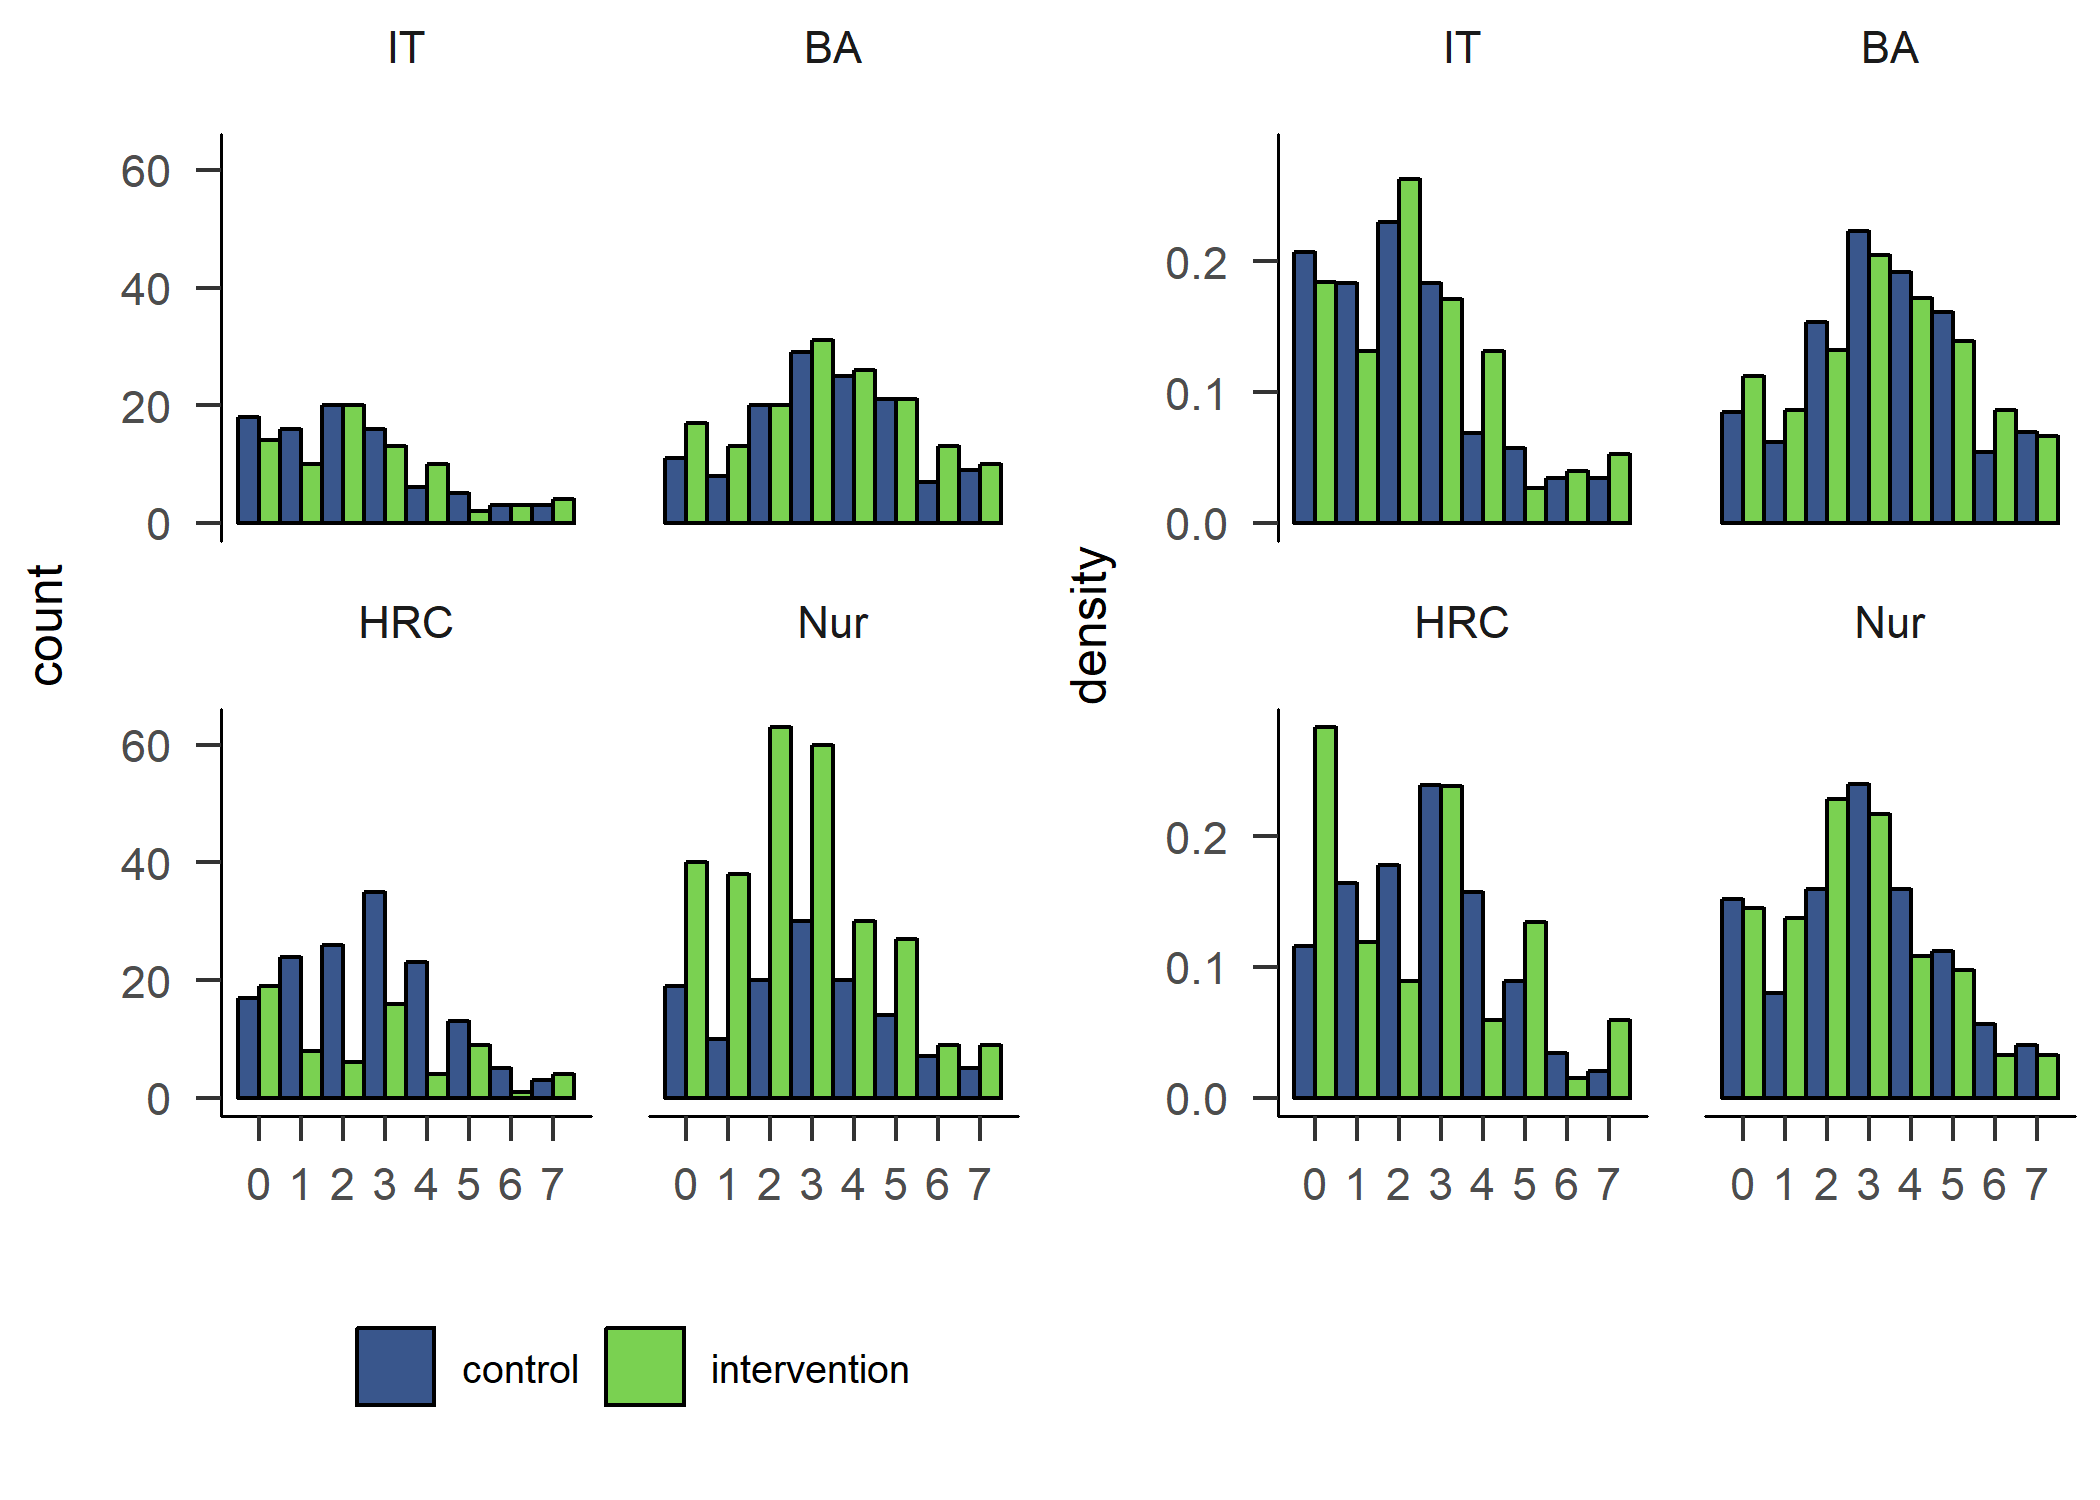 IT BA IT BA
60
40
20
0
0.2
0.1
0.0
count
density
HRC Nur HRC Nur
60
40
20
0
0.2
0.1
0.0
0 1 2 3 4 5 6 7 0 1 2 3 4 5 6 7 0 1 2 3 4 5 6 7 0 1 2 3 4 5 6 7
control intervention